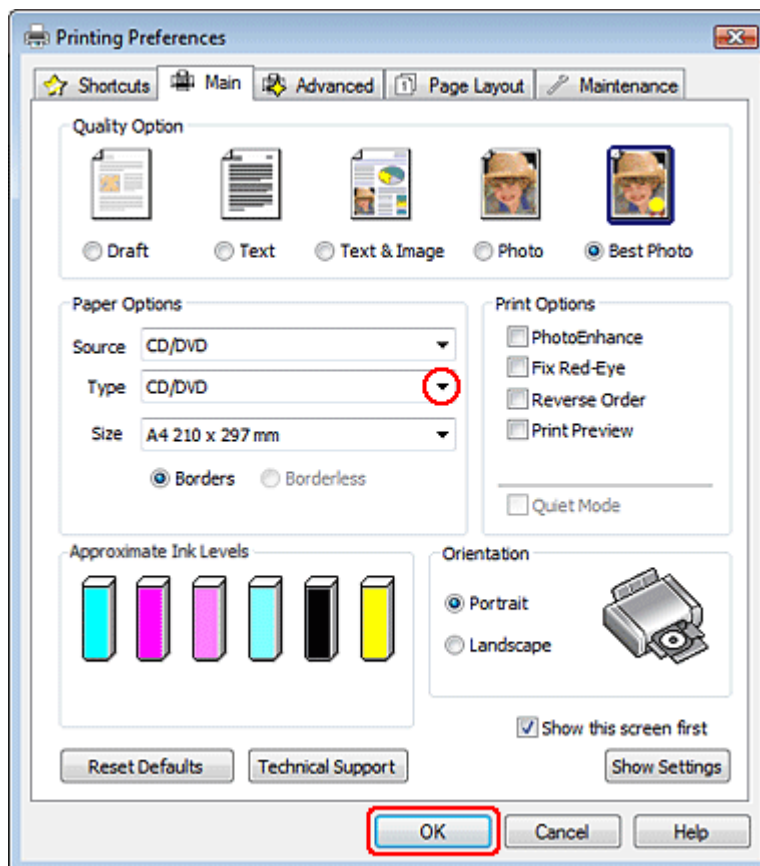 Printing Preferences
Shortcuts Main Advanced Page Layout Maintenance
Quality Option
Draft Text Text & Image Photo Best Photo
Paper Options
Source CD/DVD
Type CD/DVD
Size A4 210 x 297 mm
Borders Borderless
Print Options
PhotoEnhance
Fix Red-Eye
Reverse Order
Print Preview
Quiet Mode
Approximate Ink Levels
Orientation
Portrait
Landscape
Show this screen first
Reset Defaults Technical Support Show Settings
OK Cancel Help